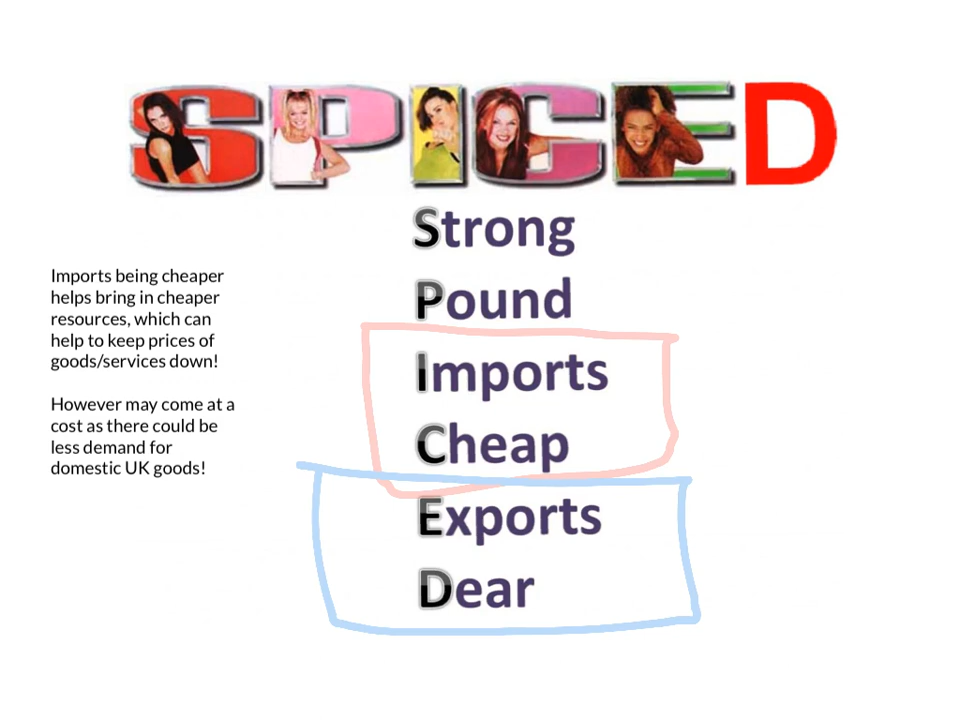 SPICED
Strong
Pound
Imports
Cheap
Exports
Dear
Imports being cheaper
helps bring in cheaper
resources, which can
help to keep prices of
goods/services down!
However may come at a
cost as there could be
less demand for
domestic UK goods!